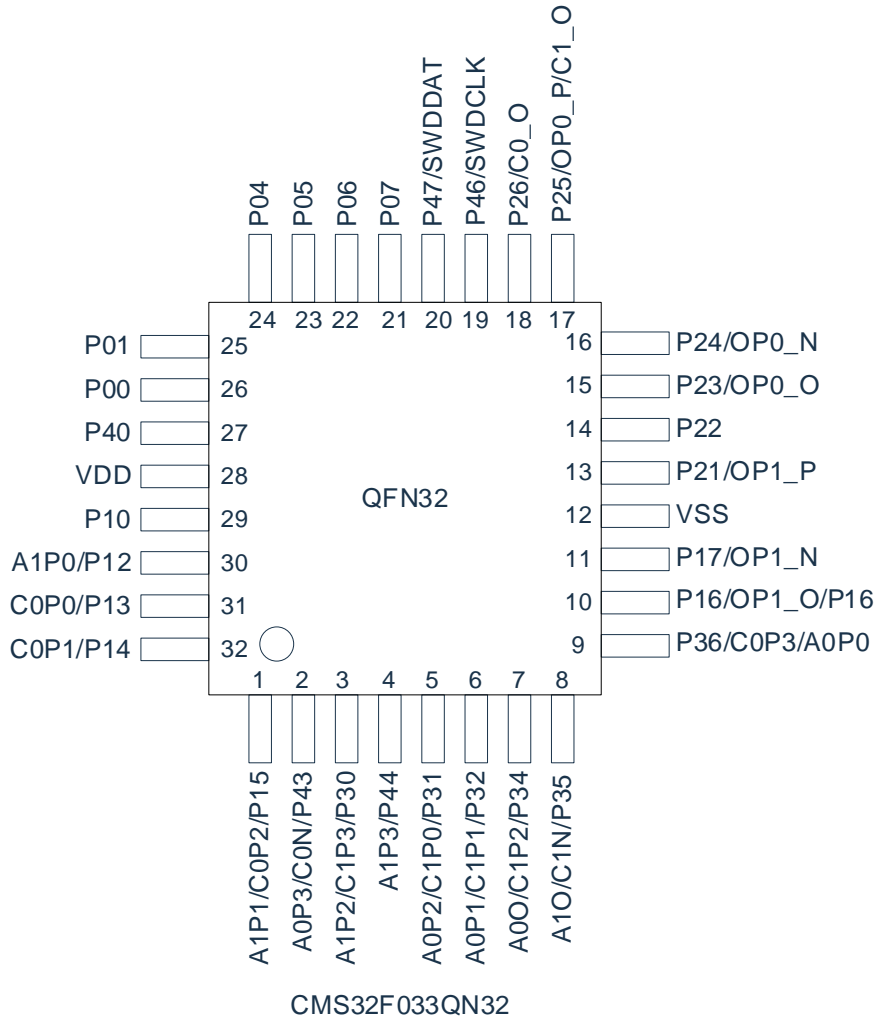 P04
P05
P06
P07
P47/SWDDAT
P46/SWDCLK
P26/C0_O
P25/OP0_P/C1_O
24
23
22
21
20
19
18
17
P01
25
P00
26
P40
27
VDD
28
P10
29
A1P0/P12
30
C0P0/P13
31
C0P1/P14
32
QFN32
16
P24/OP0_N
15
P23/OP0_O
14
P22
13
P21/OP1_P
12
VSS
11
P17/OP1_N
10
P16/OP1_O/P16
9
P36/C0P3/A0P0
1
2
3
4
5
6
7
8
A1P1/C0P2/P15
A0P3/C0N/P43
A1P2/C1P3/P30
A1P3/P44
A0P2/C1P0/P31
A0P1/C1P1/P32
A0O/C1P2/P34
A1O/C1N/P35
CMS32F033QN32